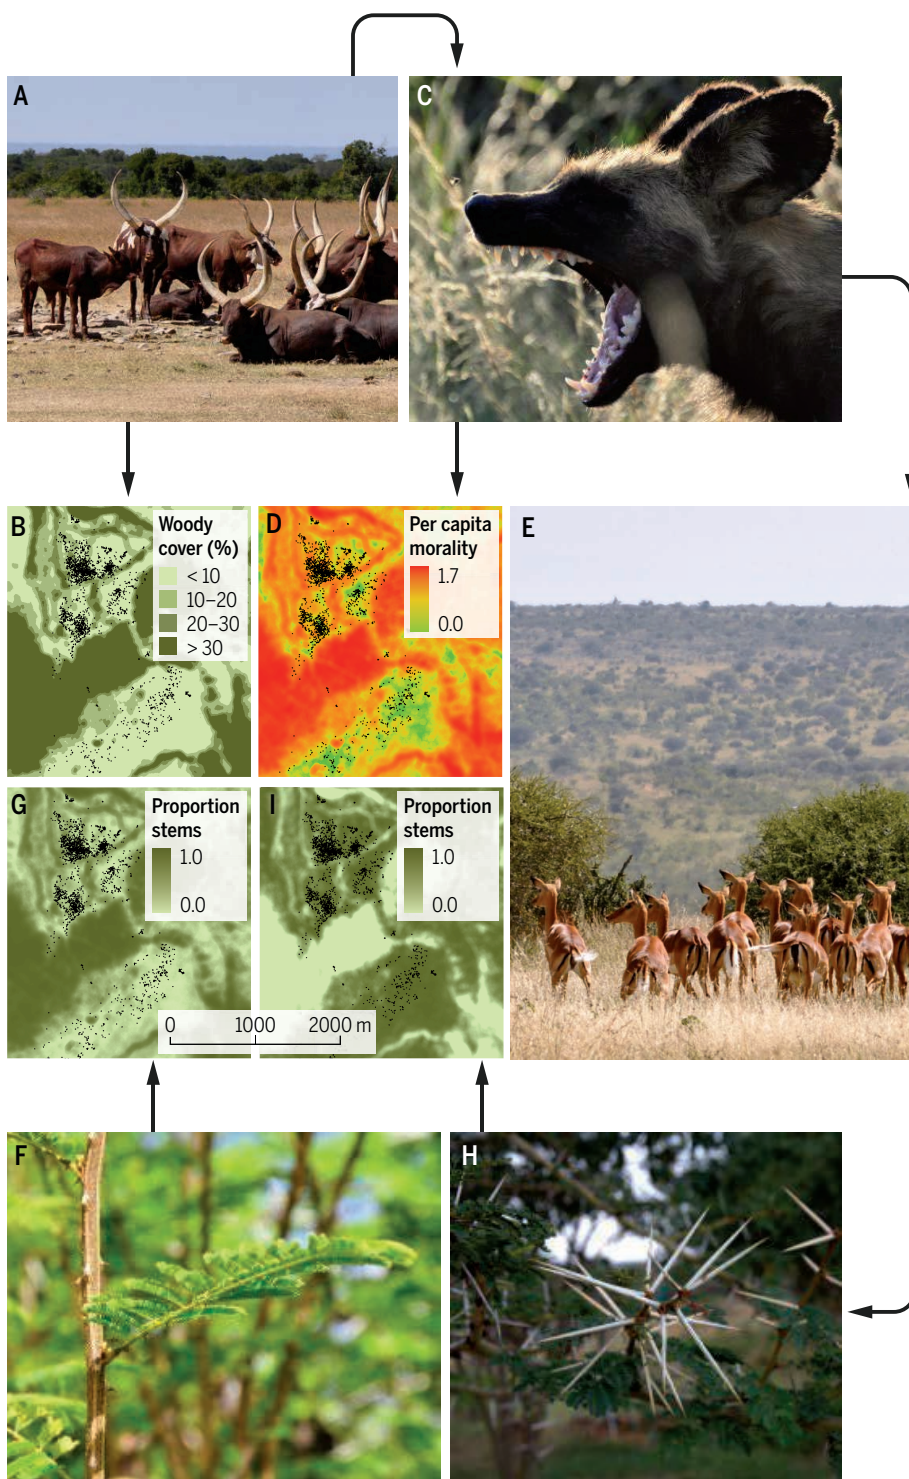 A
C
B
Woody
cover (%)
< 10
10–20
20–30
> 30
D
Per capita
morality
1.7
0.0
E
G
Proportion
stems
1.0
0.0
I
Proportion
stems
1.0
0.0
0 1000 2000 m
F
H